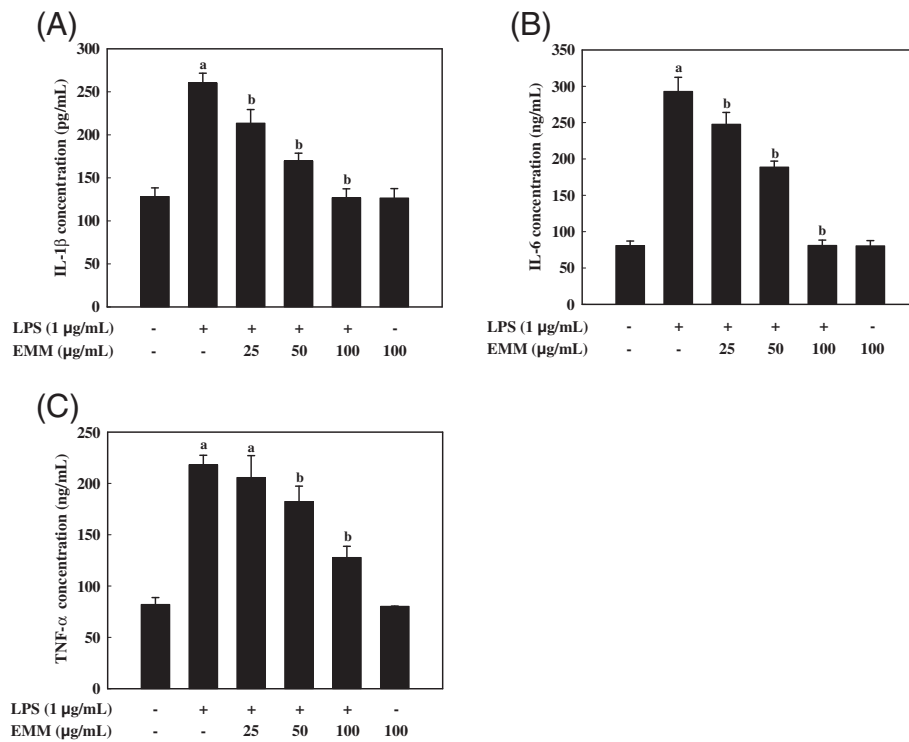 (A)
300
250
200
150
100
50
0
IL-1β concentration (pg/mL)
a
b
b
b
LPS (1 µg/mL) - + + + + -
EMM (µg/mL) - - 25 50 100 100
(B)
350
300
250
200
150
100
50
0
IL-6 concentration (ng/mL)
a
b
b
b
LPS (1 µg/mL) - + + + + -
EMM (µg/mL) - - 25 50 100 100
(C)
250
200
150
100
50
0
TNF-α concentration (ng/mL)
a
a
b
b
LPS (1 µg/mL) - + + + + -
EMM (µg/mL) - - 25 50 100 100